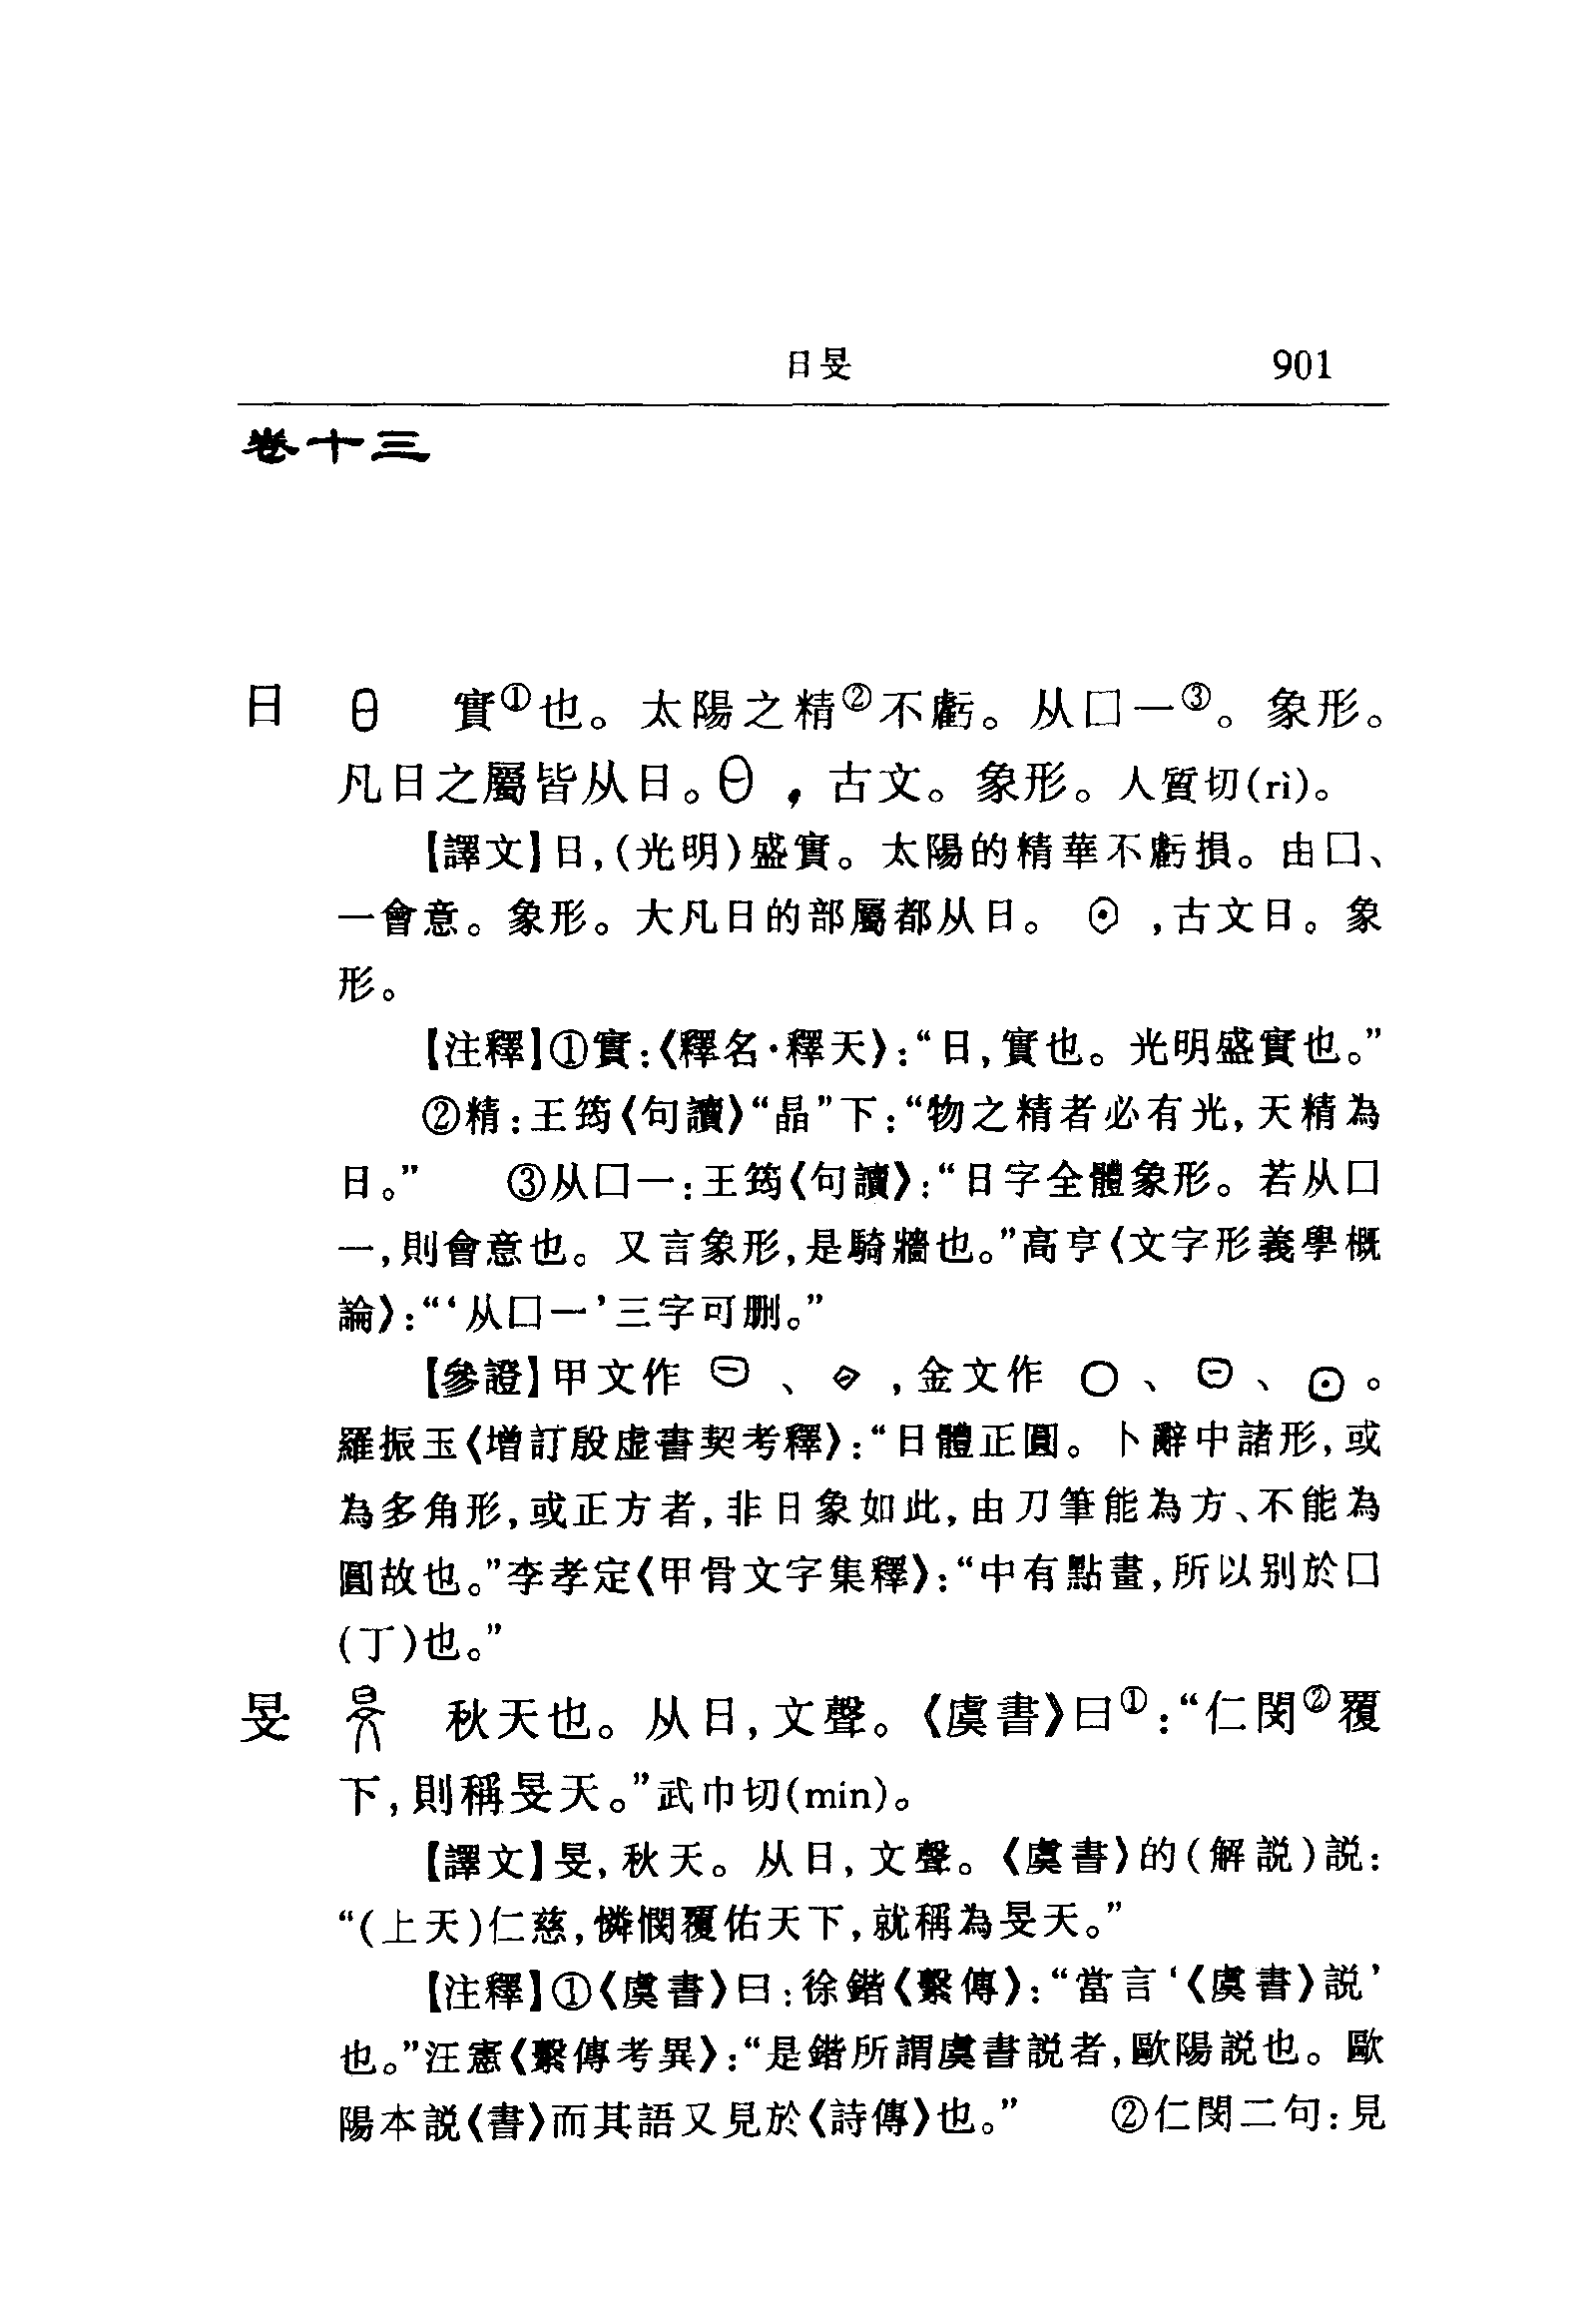 日旻 901
卷十三
日 實①也。太陽之精②不虧。从囗一③。象形。
凡日之屬皆从日。，古文。象形。人質切(rì)。
【譯文】日,(光明)盛實。太陽的精華不虧損。由囗、
一會意。象形。大凡日的部屬都从日。 ,古文日。象
形。
【注釋】①實:《釋名·釋天》:“日,實也。光明盛實也。”
②精:王筠《句讀》“晶”下:“物之精者必有光,天精為
日。” ③从囗一:王筠《句讀》:“日字全體象形。若从囗
一,則會意也。又言象形,是騎牆也。”高亨《文字形義學概
論》:“‘从囗一’三字可删。”
【參證】甲文作 、 ,金文作 、 、 。
羅振玉《增訂殷虛書契考釋》:“日體正圓。卜辭中諸形,或
為多角形,或正方者,非日象如此,由刀筆能為方、不能為
圓故也。”李孝定《甲骨文字集釋》:“中有點畫,所以别於囗
(丁)也。”
旻 秋天也。从日,文聲。《虞書》曰①:“仁閔②覆
下,則稱旻天。”武巾切(min)。
【譯文】旻,秋天。从日,文聲。《虞書》的(解説)説:
“(上天)仁慈,憐憫覆佑天下,就稱為旻天。”
【注釋】①《虞書》曰:徐鍇《繫傳》:“當言‘《虞書》説’
也。”汪憲《繫傳考異》:“是鍇所謂虞書説者,歐陽説也。歐
陽本説《書》而其語又見於《詩傳》也。” ②仁閔二句:見